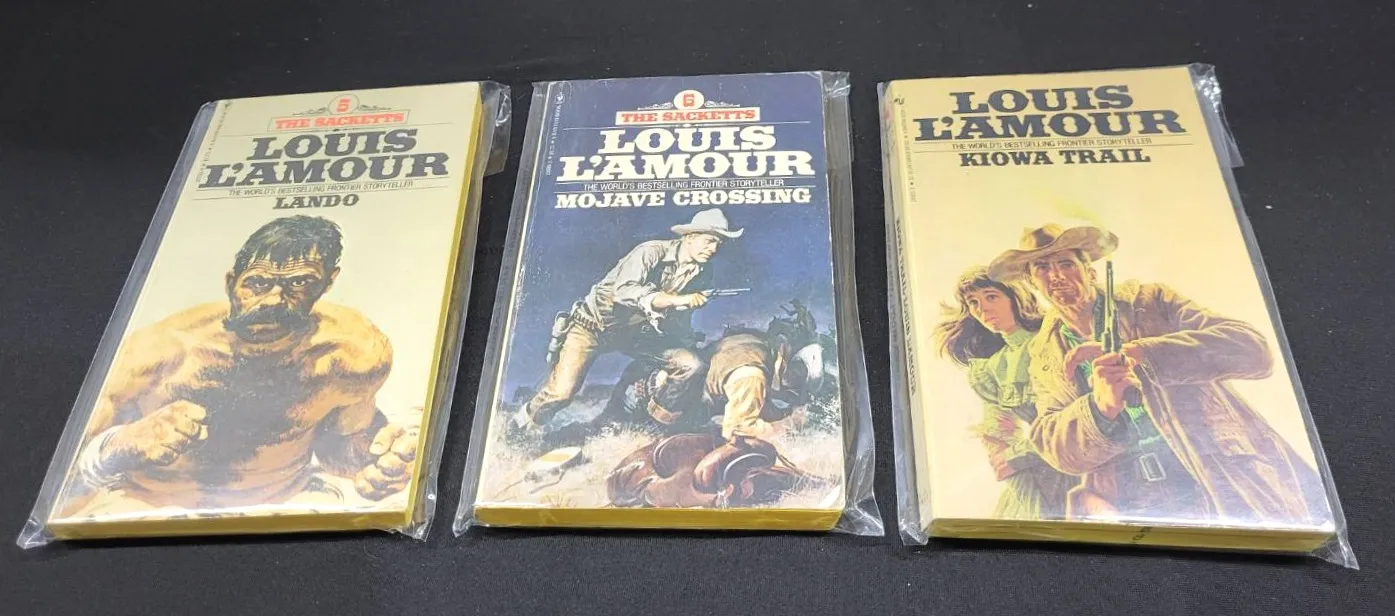 5
THE SACKETTS
LOUIS
L'AMOUR
THE WORLD'S BESTSELLING FRONTIER STORYTELLER
LANDO
6
THE SACKETTS
LOUIS
L'AMOUR
THE WORLD'S BESTSELLING FRONTIER STORYTELLER
MOJAVE CROSSING
LOUIS
L'AMOUR
THE WORLD'S BESTSELLING FRONTIER STORYTELLER
KIOWA TRAIL